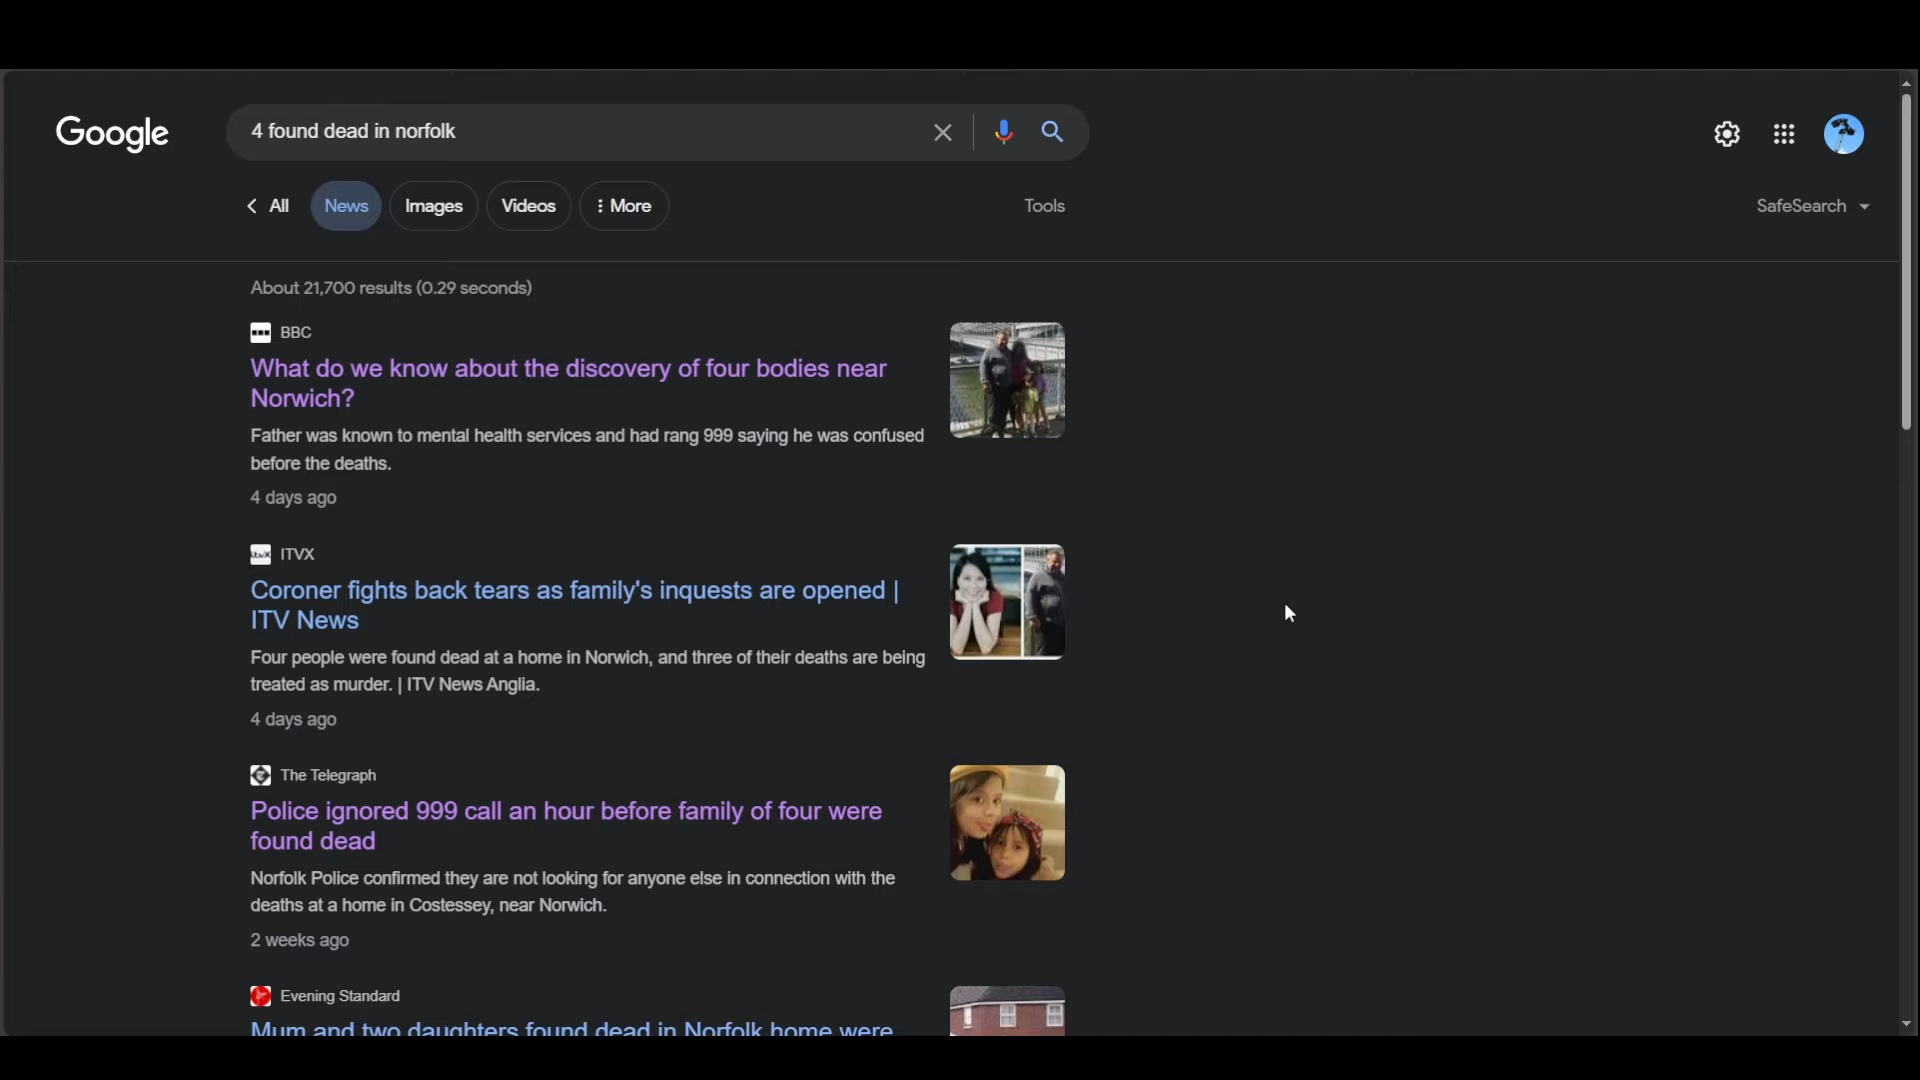 Google
4 found dead in norfolk
All
News
Images
Videos
More
Tools
SafeSearch
About 21,700 results (0.29 seconds)
BBC
What do we know about the discovery of four bodies near
Norwich?
Father was known to mental health services and had rang 999 saying he was confused
before the deaths.
4 days ago
ITVX
Coroner fights back tears as family's inquests are opened |
ITV News
Four people were found dead at a home in Norwich, and three of their deaths are being
treated as murder. | ITV News Anglia.
4 days ago
The Telegraph
Police ignored 999 call an hour before family of four were
found dead
Norfolk Police confirmed they are not looking for anyone else in connection with the
deaths at a home in Costessey, near Norwich.
2 weeks ago
Evening Standard
Mum and two daughters found dead in Norfolk home were